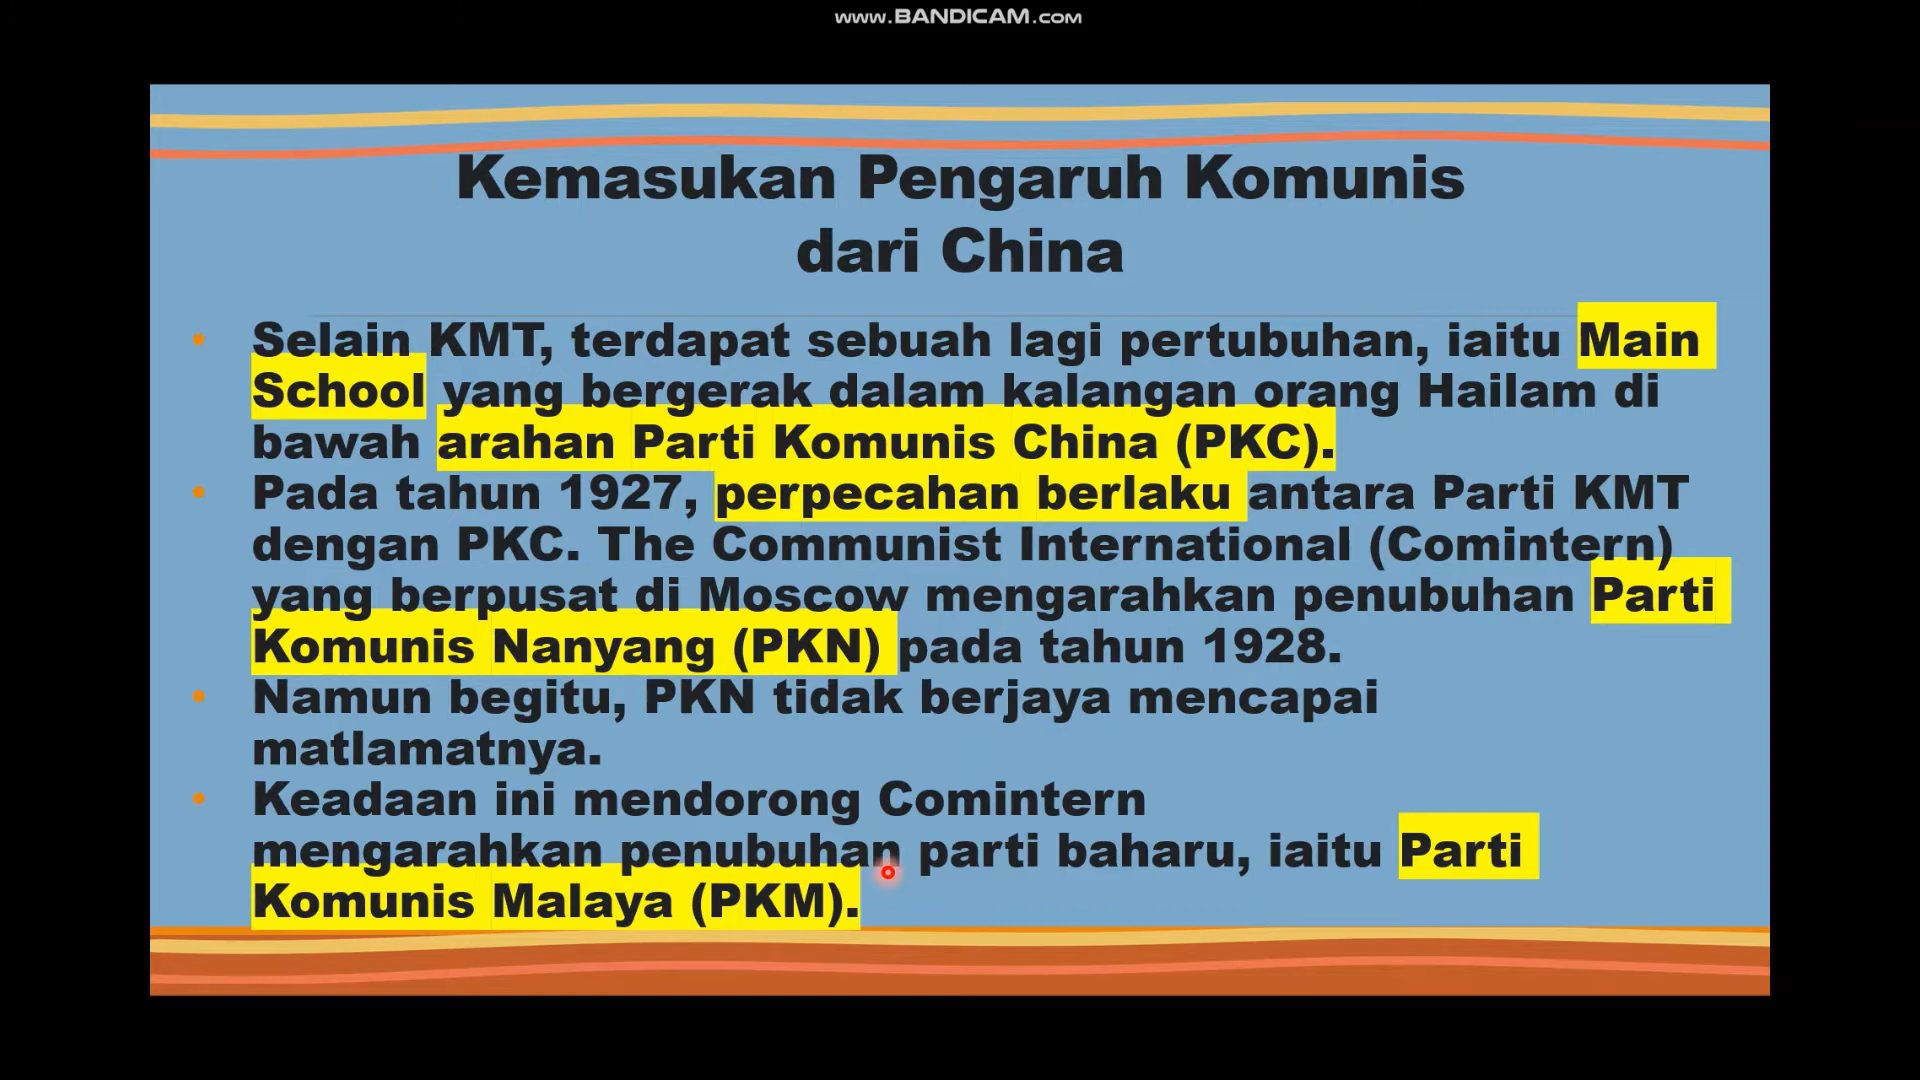 www.BANDICAM.com
Kemasukan Pengaruh Komunis
dari China
• Selain KMT, terdapat sebuah lagi pertubuhan, iaitu Main
School yang bergerak dalam kalangan orang Hailam di
bawah arahan Parti Komunis China (PKC).
• Pada tahun 1927, perpecahan berlaku antara Parti KMT
dengan PKC. The Communist International (Comintern)
yang berpusat di Moscow mengarahkan penubuhan Parti
Komunis Nanyang (PKN) pada tahun 1928.
• Namun begitu, PKN tidak berjaya mencapai
matlamatnya.
• Keadaan ini mendorong Comintern
mengarahkan penubuhan parti baharu, iaitu Parti
Komunis Malaya (PKM).